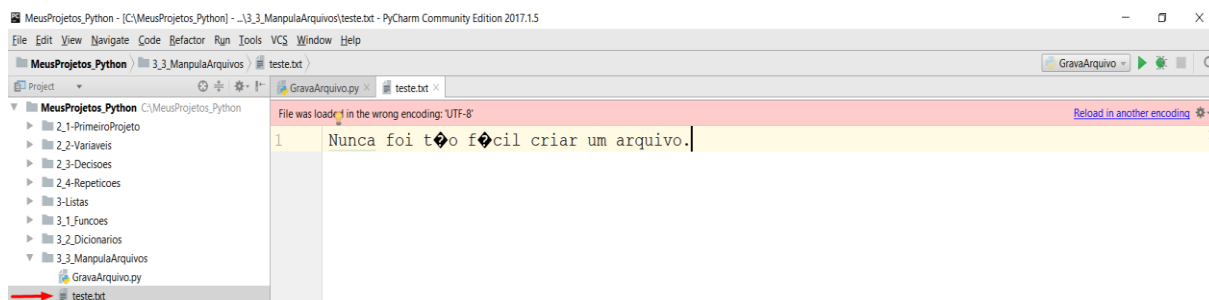 MeusProjetos_Python - [C:\MeusProjetos_Python] - ...\3_3_ManpulaArquivos\teste.txt - PyCharm Community Edition 2017.1.5
File Edit View Navigate Code Refactor Run Tools VCS Window Help
MeusProjetos_Python 3_3_ManpulaArquivos teste.txt GravaArquivo
Project GravaArquivo.py teste.txt
MeusProjetos_Python C:\MeusProjetos_Python
File was loaded in the wrong encoding: 'UTF-8' Reload in another encoding
2_1-PrimeiroProjeto
1 Nunca foi t�o f�cil criar um arquivo.
2_2-Variaveis
2_3-Decisoes
2_4-Repeticoes
3-Listas
3_1_Funcoes
3_2_Dicionarios
3_3_ManpulaArquivos
GravaArquivo.py
teste.txt